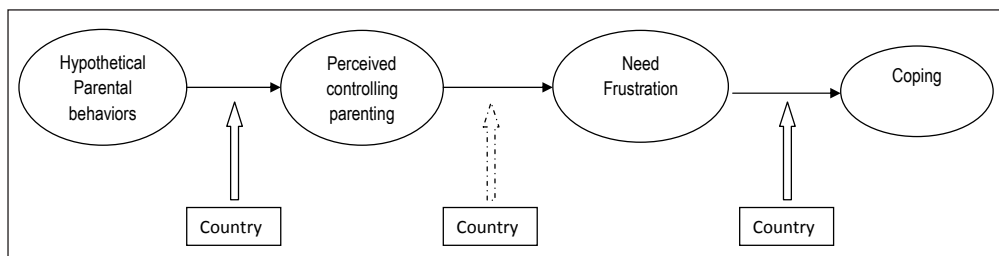 Hypothetical
Parental
behaviors
Perceived
controlling
parenting
Need
Frustration
Coping
Country
Country
Country